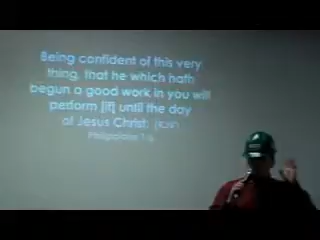 Being confident of this very
thing, that he which hath
begun a good work in you will
perform [it] until the day
of Jesus Christ: (KJV)
Philippians 1:6